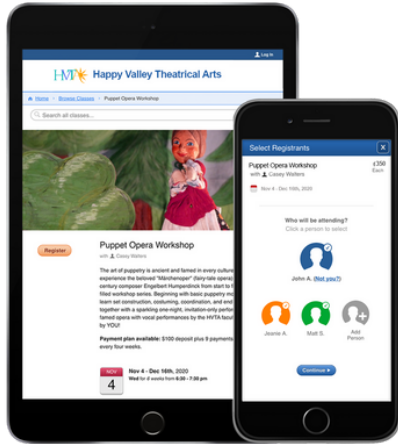 Log in
HVTA Happy Valley Theatrical Arts
Home Browse Classes Puppet Opera Workshop
Search all classes...
Register
Puppet Opera Workshop
with Casey Walters
The art of puppetry is ancient and famed in every culture
experience the beloved "Märchenoper" (fairy-tale opera)
century composer Engelbert Humperdinck from start to f
filled workshop series. Beginning with basic puppetry mo
learn set construction, costuming, coordination, and end
together with a sparkling one-night, invitation-only perfor
famed opera with vocal performances by the HVTA facul
by YOU!
Payment plan available: $100 deposit plus 9 payments
every four weeks.
NOV
4
Nov 4 - Dec 16th, 2020
Wed for 6 weeks from 6:30 - 7:30 pm
Select Registrants X
Puppet Opera Workshop
with Casey Walters
£350
Each
Nov 4 - Dec 16th, 2020
Who will be attending?
Click a person to select
John A. (Not you?)
Jeanie A.
Matt S.
Add
Person
Continue